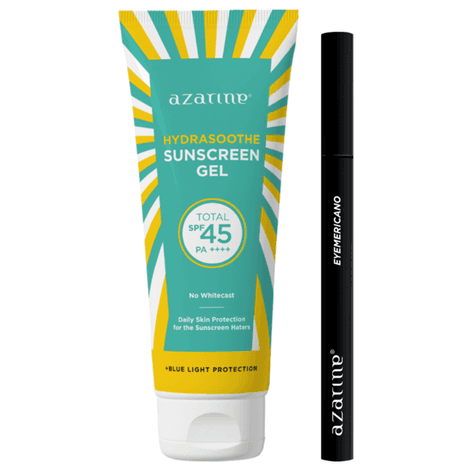 azarine®
HYDRASOOTHE
SUNSCREEN
GEL
TOTAL
SPF 45
PA ++++
No Whitecast
Daily Skin Protection
for the Sunscreen Haters
+BLUE LIGHT PROTECTION
EYEMERICANO
azarine®